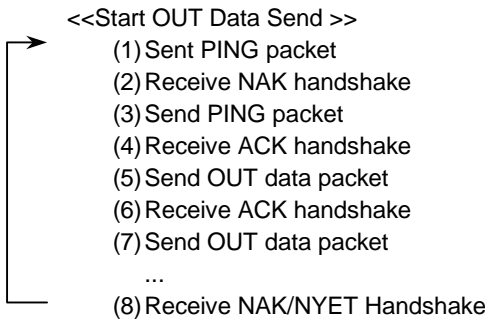 <<Start OUT Data Send >>
(1) Sent PING packet
(2) Receive NAK handshake
(3) Send PING packet
(4) Receive ACK handshake
(5) Send OUT data packet
(6) Receive ACK handshake
(7) Send OUT data packet
...
(8) Receive NAK/NYET Handshake